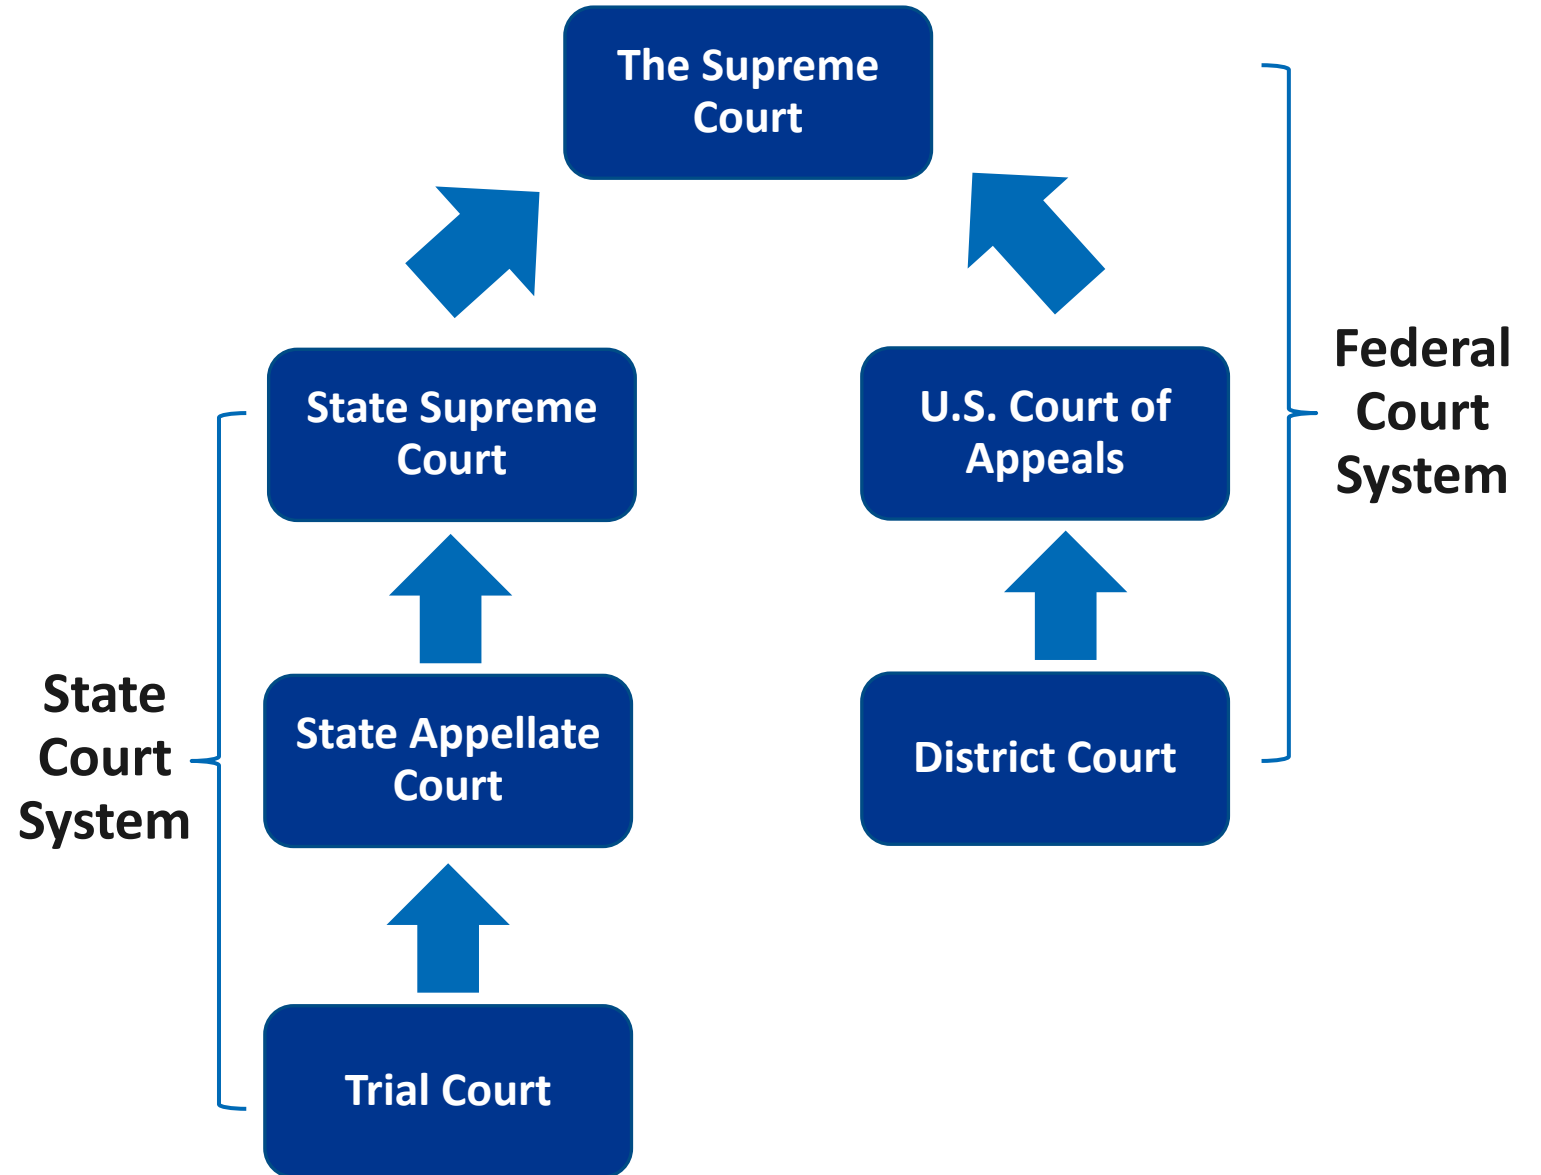 The Supreme
Court
State Supreme
Court
U.S. Court of
Appeals
Federal
Court
System
State
Court
System
State Appellate
Court
District Court
Trial Court